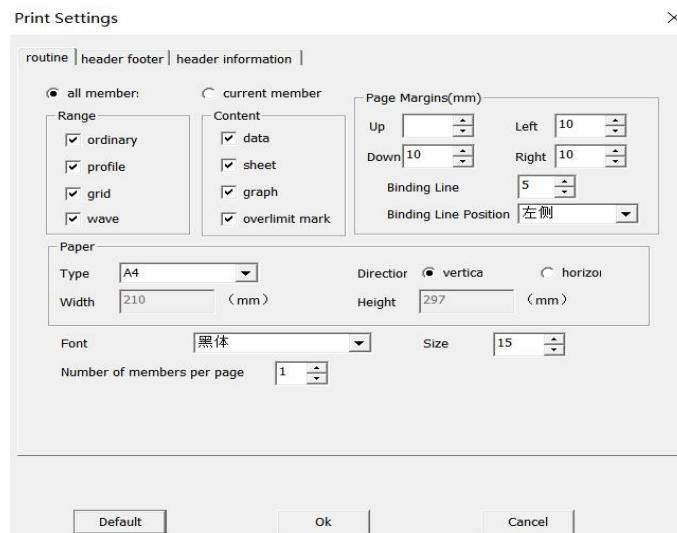 Print Settings
routine header footer header information
all member: current member
Range
ordinary
profile
grid
wave
Content
data
sheet
graph
overlimit mark
Page Margins(mm)
Up Left 10
Down 10 Right 10
Binding Line 5
Binding Line Position 左侧
Paper
Type A4 Direction vertica horizoi
Width 210 (mm) Height 297 (mm)
Font 黑体 Size 15
Number of members per page 1
Default Ok Cancel